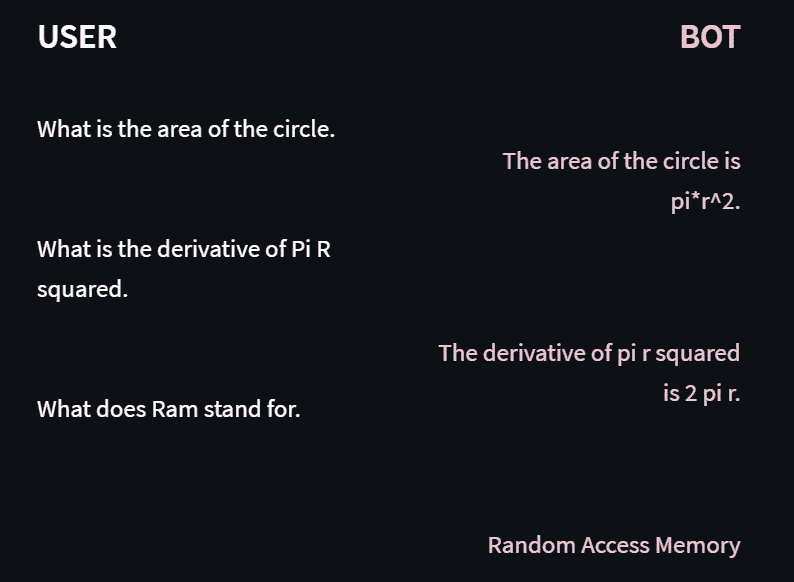 USER
BOT
What is the area of the circle.
The area of the circle is
pi*r^2.
What is the derivative of Pi R
squared.
The derivative of pi r squared
is 2 pi r.
What does Ram stand for.
Random Access Memory